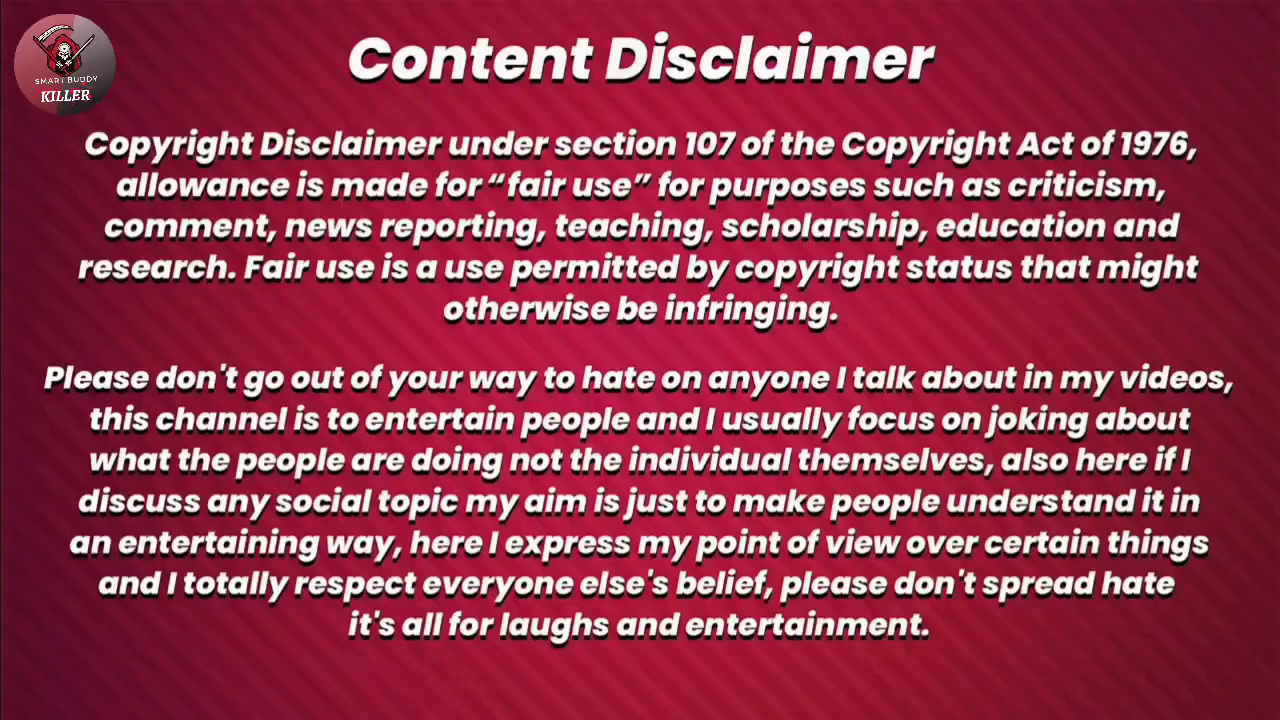 SMART BUDDY
KILLER
Content Disclaimer
Copyright Disclaimer under section 107 of the Copyright Act of 1976,
allowance is made for “fair use” for purposes such as criticism,
comment, news reporting, teaching, scholarship, education and
research. Fair use is a use permitted by copyright status that might
otherwise be infringing.
Please don't go out of your way to hate on anyone I talk about in my videos,
this channel is to entertain people and I usually focus on joking about
what the people are doing not the individual themselves, also here if I
discuss any social topic my aim is just to make people understand it in
an entertaining way, here I express my point of view over certain things
and I totally respect everyone else's belief, please don't spread hate
it's all for laughs and entertainment.